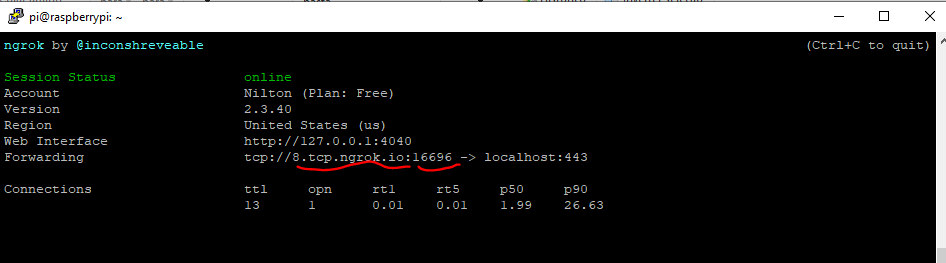 pi@raspberrypi: ~
ngrok by @inconshreveable (Ctrl+C to quit)
Session Status online
Account Nilton (Plan: Free)
Version 2.3.40
Region United States (us)
Web Interface http://127.0.0.1:4040
Forwarding tcp://8.tcp.ngrok.io:16696 -> localhost:443
Connections ttl opn rt1 rt5 p50 p90
13 1 0.01 0.01 1.99 26.63